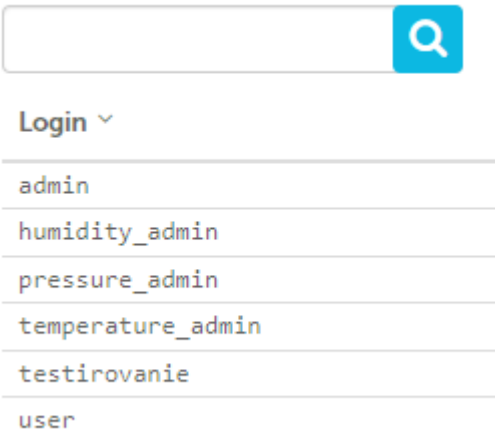 Login
admin
humidity_admin
pressure_admin
temperature_admin
testirovanie
user